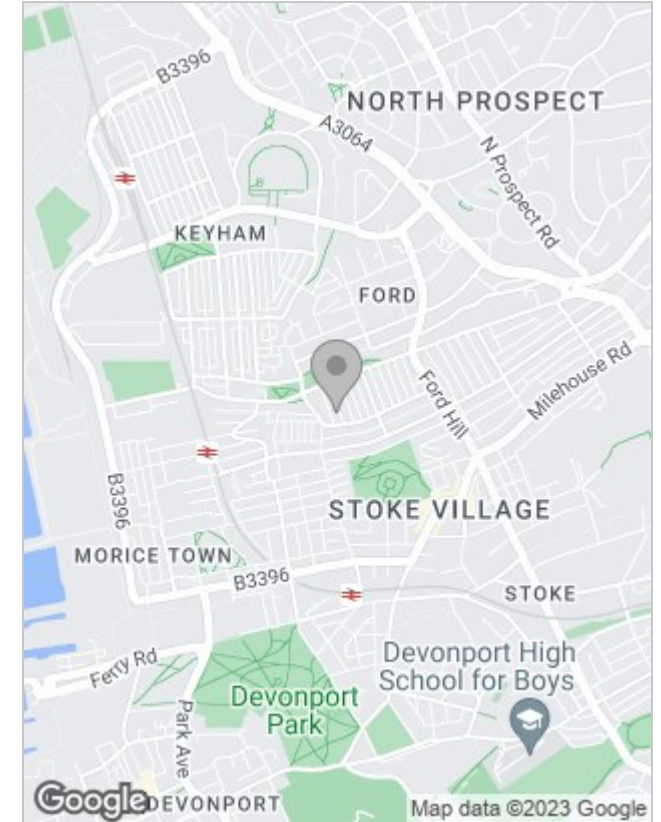 B3396
NORTH PROSPECT
A3064
N Prospect Rd
KEYHAM
FORD
Ford Hill
Milehouse Rd
B3396
STOKE VILLAGE
MORICE TOWN
B3396
STOKE
Ferry Rd
Devonport High
School for Boys
Devonport
Park
Park Ave
Google
DEVONPORT
Map data ©2023 Google